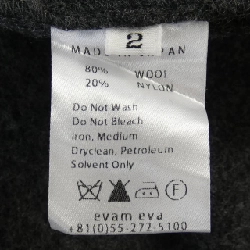 2
MADE IN JAPAN
80% WOOL
20% NYLON
Do Not Wash
Do Not Bleach
Iron, Medium
Dryclean, Petroleum
Solvent Only
F
evam eva
+81(0)55-272-5100